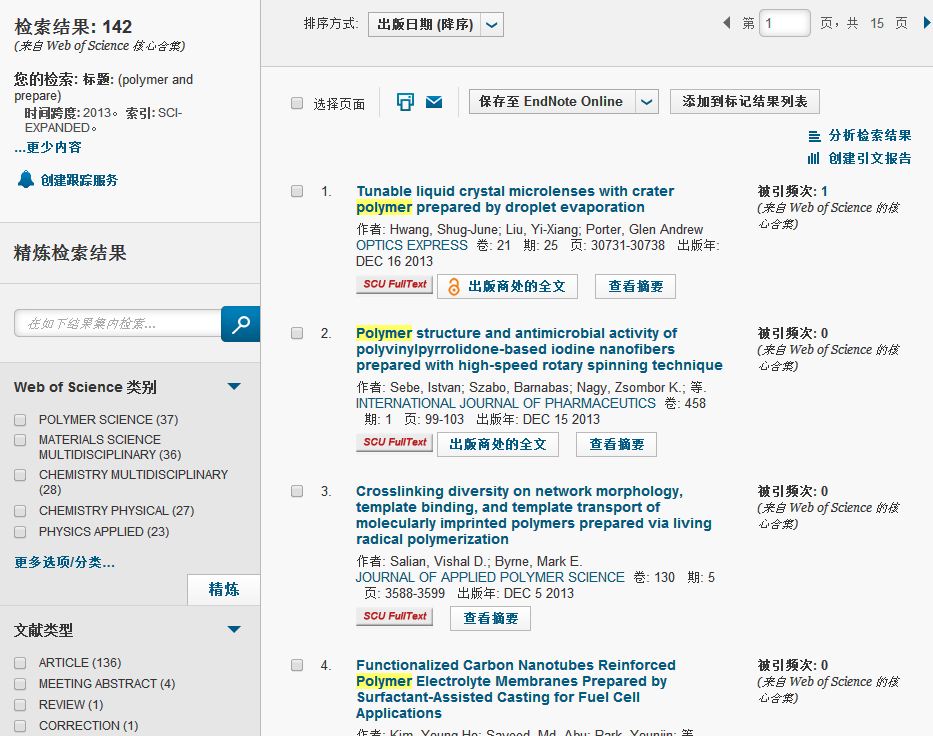 检索结果: 142
(来自 Web of Science 核心合集)
您的检索: 标题: (polymer and
prepare)
时间跨度: 2013。 索引: SCI-
EXPANDED。
...更少内容
创建跟踪服务
精炼检索结果
在如下结果集内检索...
Web of Science 类别
POLYMER SCIENCE (37)
MATERIALS SCIENCE
MULTIDISCIPLINARY (36)
CHEMISTRY MULTIDISCIPLINARY
(28)
CHEMISTRY PHYSICAL (27)
PHYSICS APPLIED (23)
更多选项/分类...
精炼
文献类型
ARTICLE (136)
MEETING ABSTRACT (4)
REVIEW (1)
CORRECTION (1)
排序方式: 出版日期 (降序)
第 1 页，共 15 页
选择页面
保存至 EndNote Online
添加到标记结果列表
分析检索结果
创建引文报告
1. Tunable liquid crystal microlenses with crater
polymer prepared by droplet evaporation
作者: Hwang, Shug-June; Liu, Yi-Xiang; Porter, Glen Andrew
OPTICS EXPRESS 卷: 21 期: 25 页: 30731-30738 出版年:
DEC 16 2013
SCU FullText 出版商处的全文 查看摘要
被引频次: 1
(来自 Web of Science 的核
心合集)
2. Polymer structure and antimicrobial activity of
polyvinylpyrrolidone-based iodine nanofibers
prepared with high-speed rotary spinning technique
作者: Sebe, Istvan; Szabo, Barnabas; Nagy, Zsombor K.; 等.
INTERNATIONAL JOURNAL OF PHARMACEUTICS 卷: 458
期: 1 页: 99-103 出版年: DEC 15 2013
SCU FullText 出版商处的全文 查看摘要
被引频次: 0
(来自 Web of Science 的核
心合集)
3. Crosslinking diversity on network morphology,
template binding, and template transport of
molecularly imprinted polymers prepared via living
radical polymerization
作者: Salian, Vishal D.; Byrne, Mark E.
JOURNAL OF APPLIED POLYMER SCIENCE 卷: 130 期: 5
页: 3588-3599 出版年: DEC 5 2013
SCU FullText 查看摘要
被引频次: 0
(来自 Web of Science 的核
心合集)
4. Functionalized Carbon Nanotubes Reinforced
Polymer Electrolyte Membranes Prepared by
Surfactant-Assisted Casting for Fuel Cell
Applications
作者: Kim, Young Ho; Sayeed, Md. Abu; Park, Younjin; 等.
被引频次: 0
(来自 Web of Science 的核
心合集)